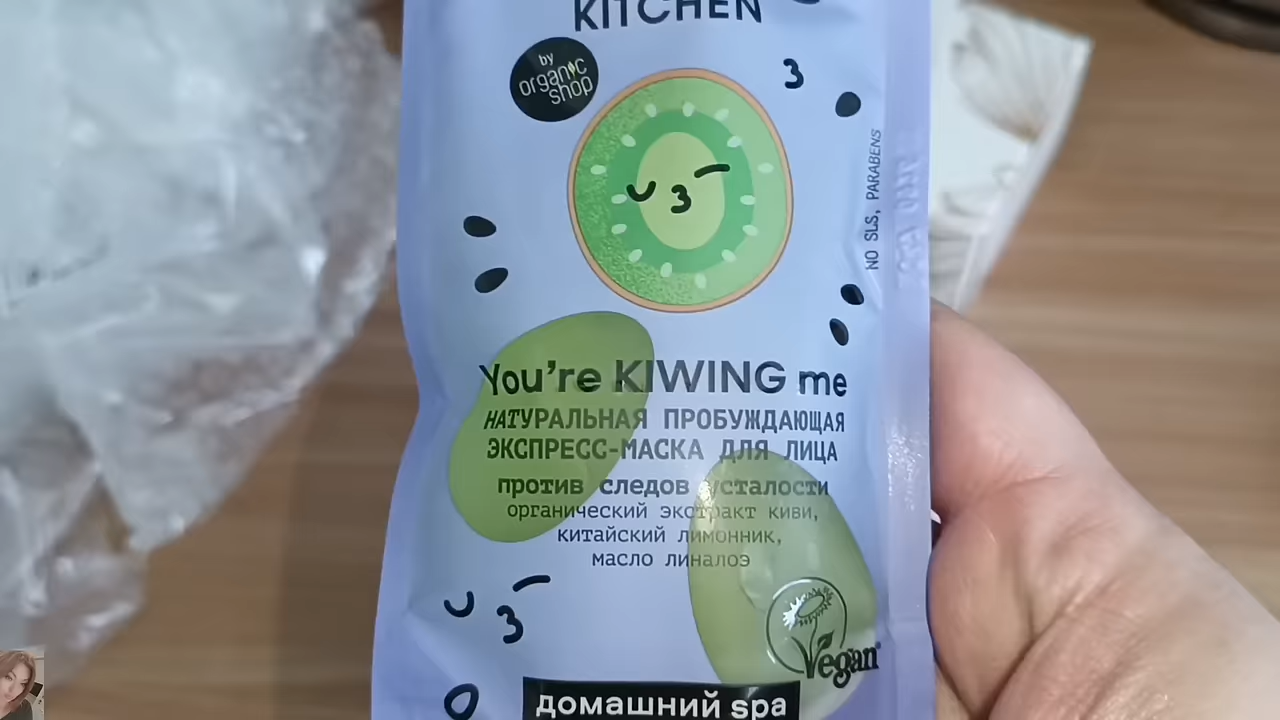 KITCHEN
by
organic
shop
NO SLS, PARABENS
You're KIWING me
НАТУРАЛЬНАЯ ПРОБУЖДАЮЩАЯ
ЭКСПРЕСС-МАСКА ДЛЯ ЛИЦА
против следов усталости
органический экстракт киви,
китайский лимонник,
масло линалоэ
Vegan
домашний spa